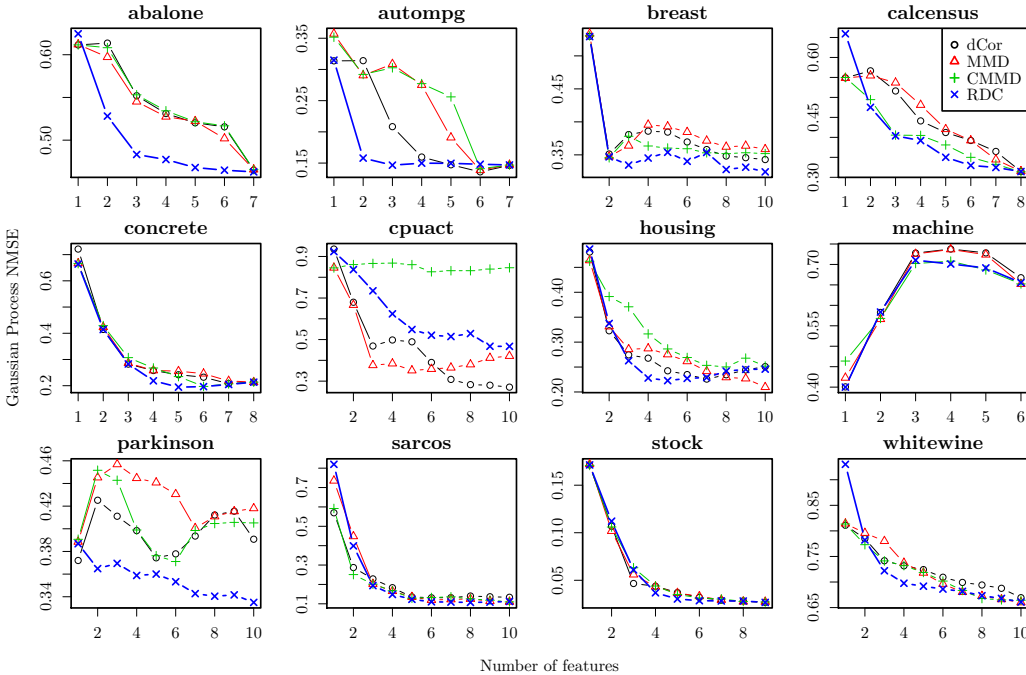 abalone autompg breast calcensus
0.60
0.50
1 2 3 4 5 6 7
0.35
0.25
0.15
1 2 3 4 5 6 7
0.45
0.35
2 4 6 8 10
0.60
0.45
0.40
0.30
1 2 3 4 5 6 7 8
dCor
MMD
CMMD
RDC
concrete cpuact housing machine
0.6
0.4
0.2
1 2 3 4 5 6 7 8
0.9
0.7
0.5
0.3
2 4 6 8 10
0.40
0.30
0.20
2 4 6 8 10
0.70
0.55
0.40
1 2 3 4 5 6
Gaussian Process NMSE
parkinson sarcos stock whitewine
0.46
0.42
0.38
0.34
2 4 6 8 10
0.7
0.5
0.3
0.1
2 4 6 8 10
0.15
0.10
0.05
2 4 6 8
0.85
0.75
0.65
2 4 6 8 10
Number of features